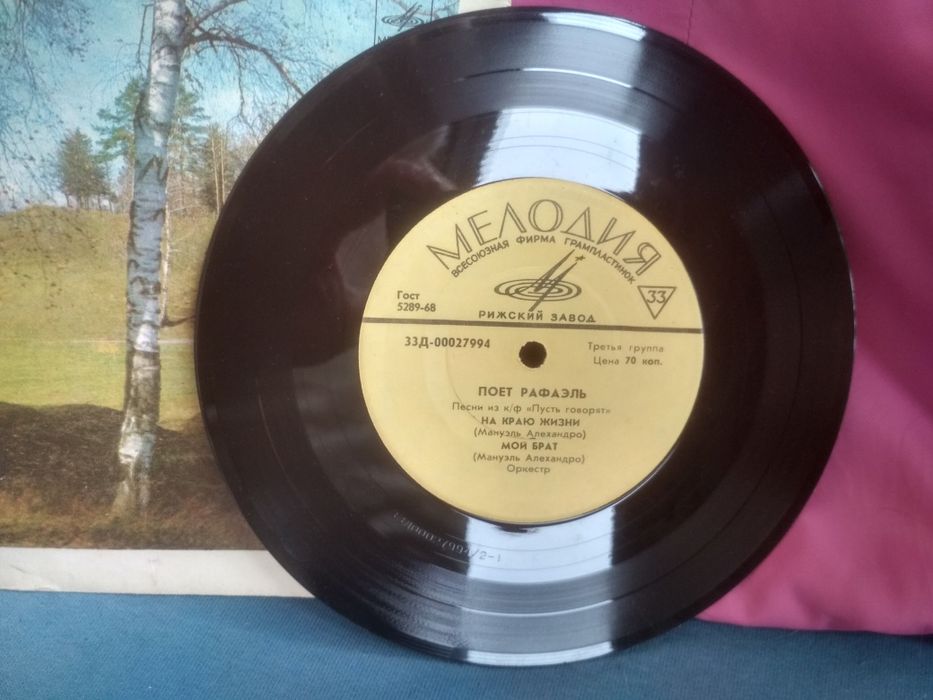 МЕЛОДИЯ
ВСЕСОЮЗНАЯ ФИРМА ГРАМПЛАСТИНОК
33
Гост
5289-68
РИЖСКИЙ ЗАВОД
33Д-00027994
Третья группа
Цена 70 коп.
ПОЕТ РАФАЭЛЬ
Песни из к/ф «Пусть говорят»
НА КРАЮ ЖИЗНИ
(Мануэль Алехандро)
МОЙ БРАТ
(Мануэль Алехандро)
Оркестр